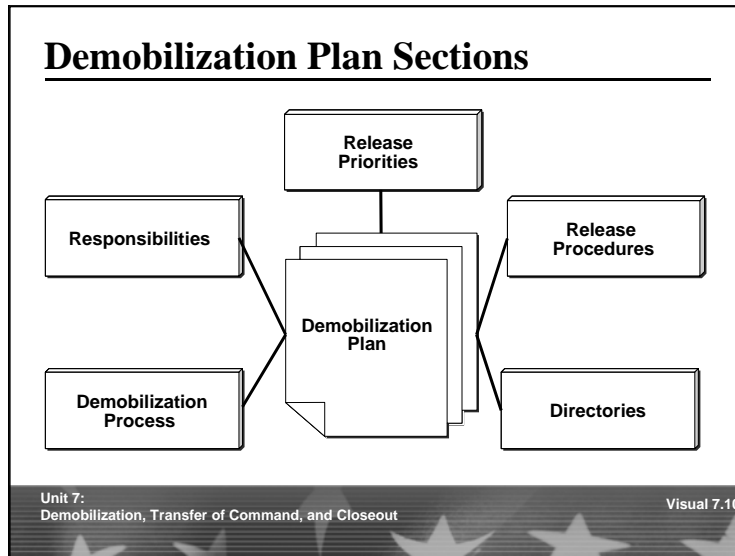 Demobilization Plan Sections
Release
Priorities
Responsibilities
Release
Procedures
Demobilization
Plan
Demobilization
Process
Directories
Unit 7:
Demobilization, Transfer of Command, and Closeout
Visual 7.10